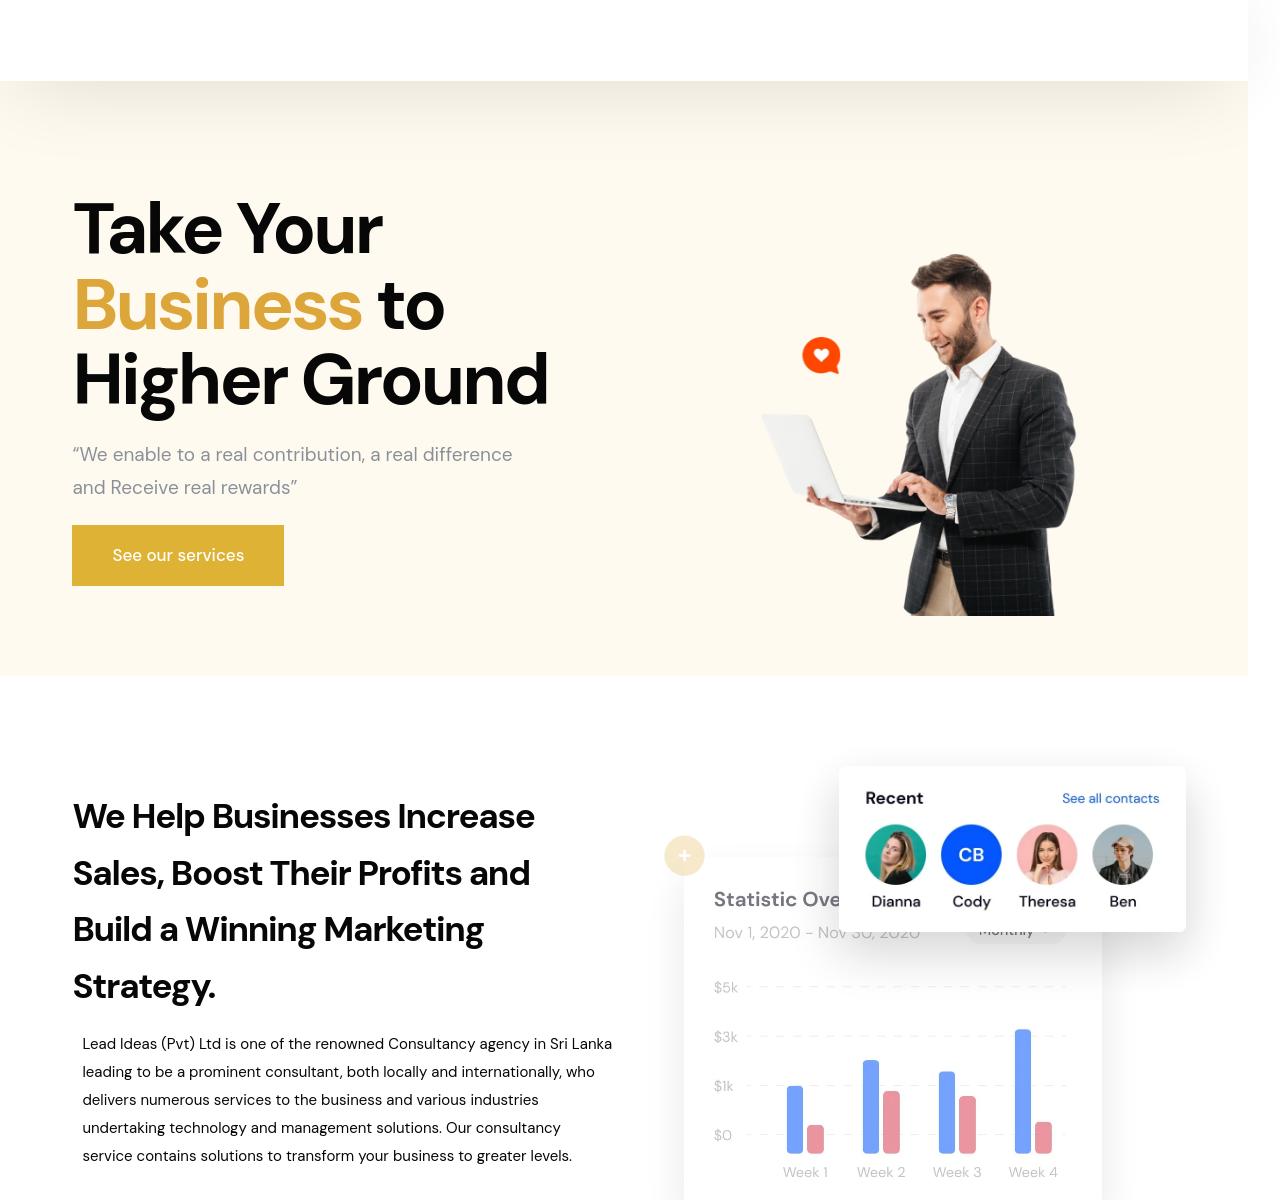 Take Your
Business to
Higher Ground
“We enable to a real contribution, a real difference
and Receive real rewards”
See our services
We Help Businesses Increase
Sales, Boost Their Profits and
Build a Winning Marketing
Strategy.
Lead Ideas (Pvt) Ltd is one of the renowned Consultancy agency in Sri Lanka
leading to be a prominent consultant, both locally and internationally, who
delivers numerous services to the business and various industries
undertaking technology and management solutions. Our consultancy
service contains solutions to transform your business to greater levels.
Recent
See all contacts
CB
Dianna
Cody
Theresa
Ben
Statistic Ove
Nov 1, 2020 - Nov 30, 2020
Monthly
$5k
$3k
$1k
$0
Week 1
Week 2
Week 3
Week 4